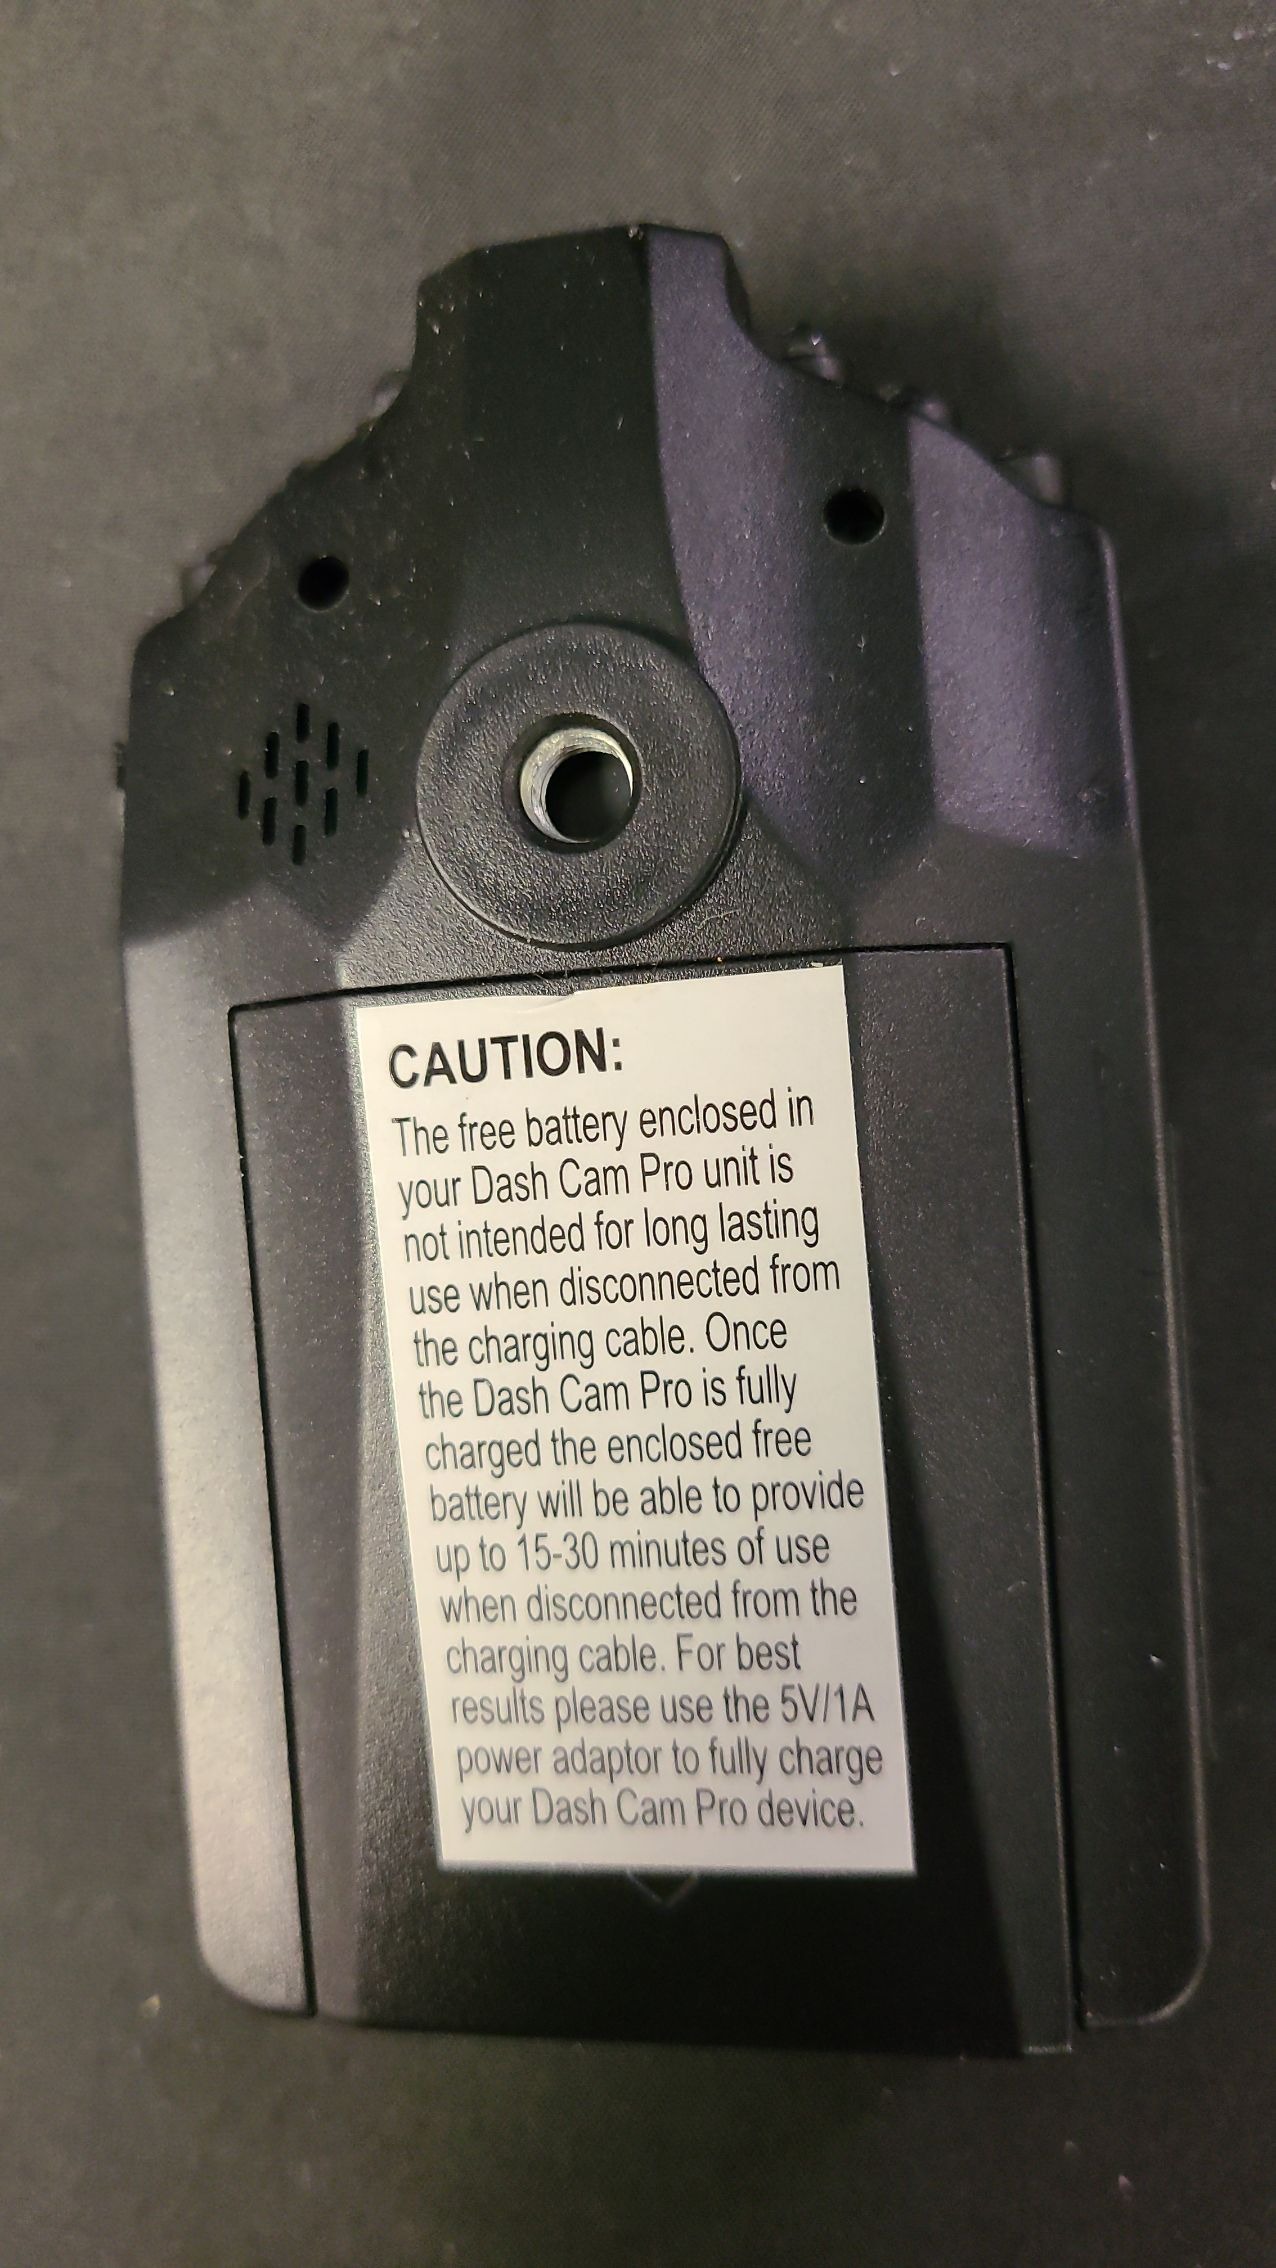 CAUTION:
The free battery enclosed in
your Dash Cam Pro unit is
not intended for long lasting
use when disconnected from
the charging cable. Once
the Dash Cam Pro is fully
charged the enclosed free
battery will be able to provide
up to 15-30 minutes of use
when disconnected from the
charging cable. For best
results please use the 5V/1A
power adaptor to fully charge
your Dash Cam Pro device.